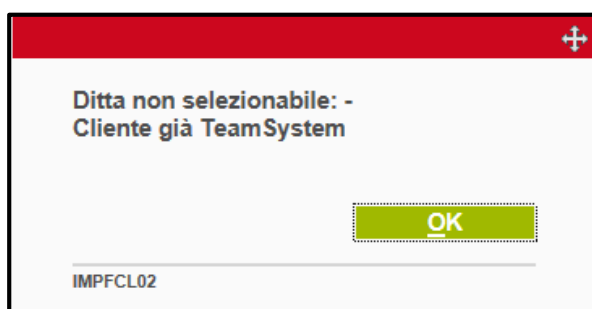 Ditta non selezionabile: -
Cliente già TeamSystem
OK
IMPFCL02